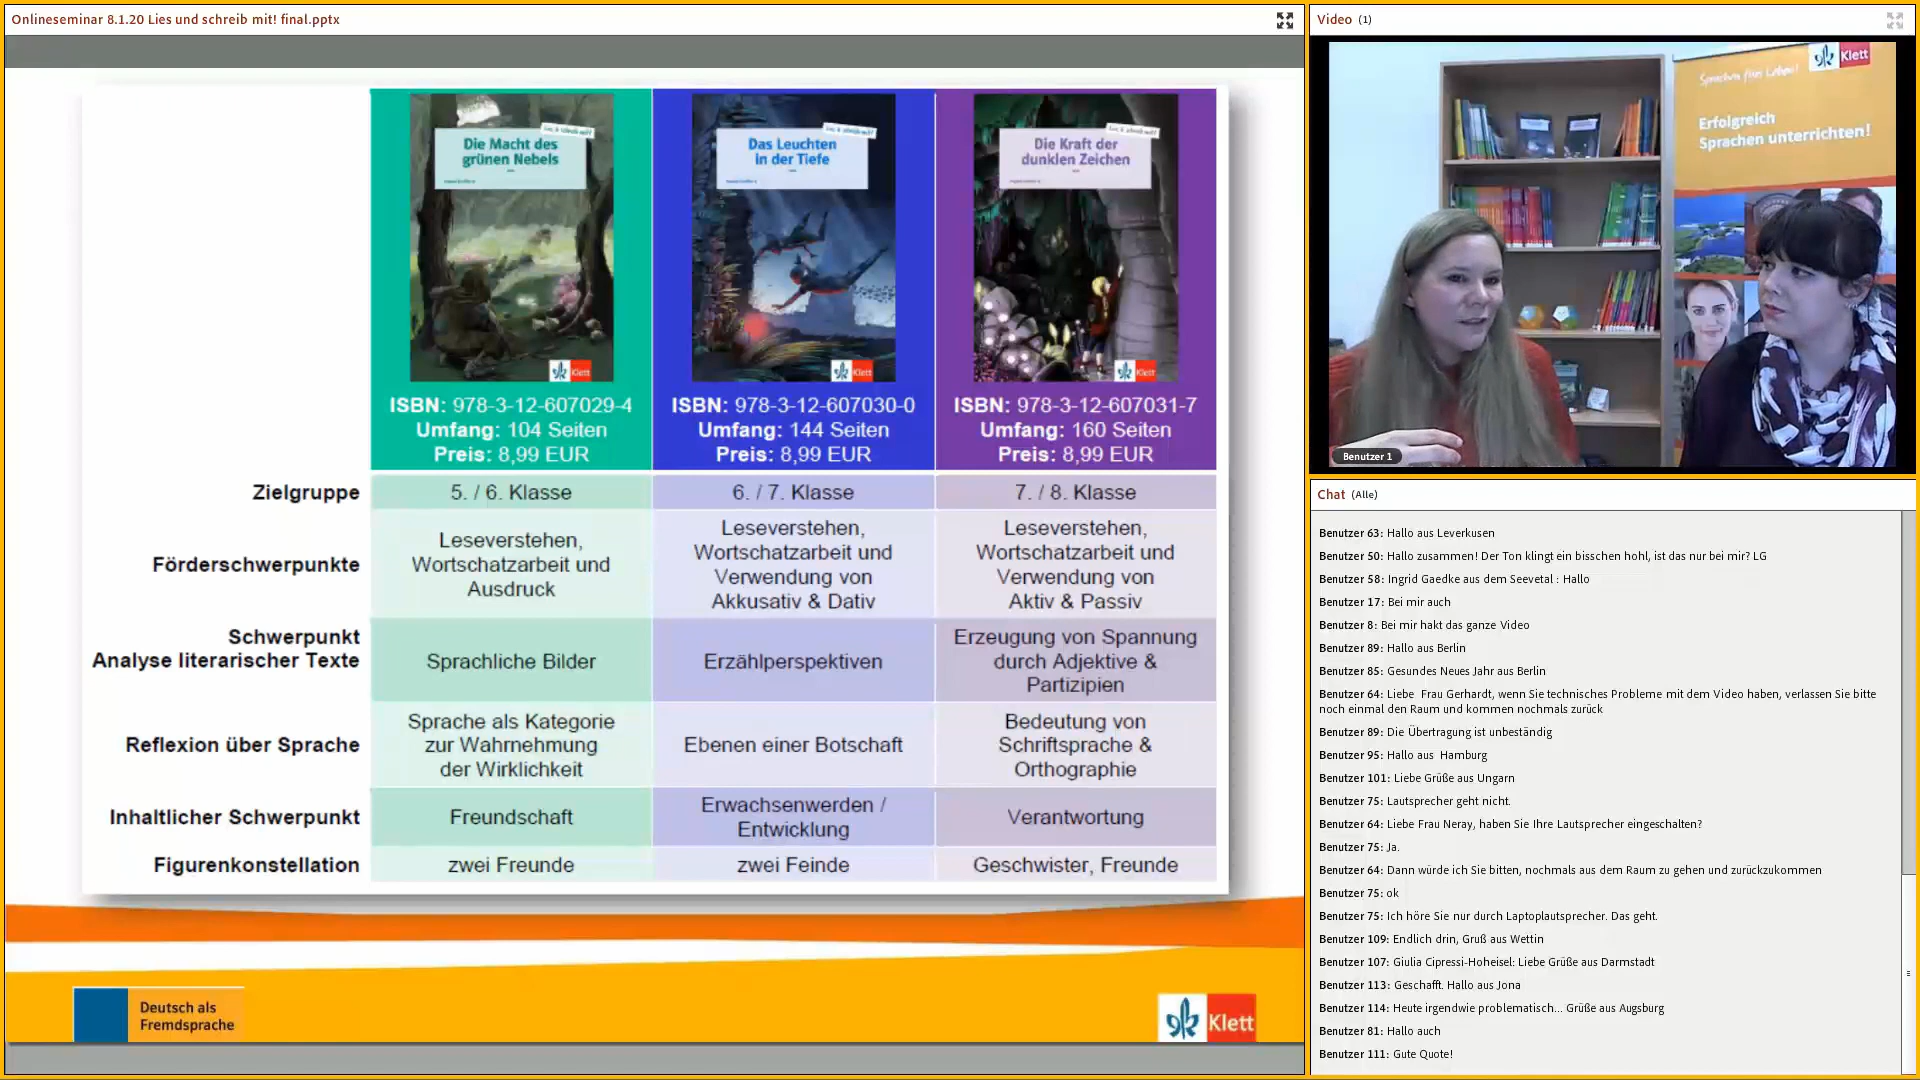 Onlineseminar 8.1.20 Lies und schreib mit! final.pptx
Die Macht des
grünen Nebels
Klett
ISBN: 978-3-12-607029-4
Umfang: 104 Seiten
Preis: 8,99 EUR
Das Leuchten
in der Tiefe
Klett
ISBN: 978-3-12-607030-0
Umfang: 144 Seiten
Preis: 8,99 EUR
Die Kraft der
dunklen Zeichen
Klett
ISBN: 978-3-12-607031-7
Umfang: 160 Seiten
Preis: 8,99 EUR
Zielgruppe
5. / 6. Klasse
6. / 7. Klasse
7. / 8. Klasse
Förderschwerpunkte
Leseverstehen,
Wortschatzarbeit und
Ausdruck
Leseverstehen,
Wortschatzarbeit und
Verwendung von
Akkusativ & Dativ
Leseverstehen,
Wortschatzarbeit und
Verwendung von
Aktiv & Passiv
Schwerpunkt
Analyse literarischer Texte
Sprachliche Bilder
Erzählperspektiven
Erzeugung von Spannung
durch Adjektive &
Partizipien
Reflexion über Sprache
Sprache als Kategorie
zur Wahrnehmung
der Wirklichkeit
Ebenen einer Botschaft
Bedeutung von
Schriftsprache &
Orthographie
Inhaltlicher Schwerpunkt
Freundschaft
Erwachsenwerden /
Entwicklung
Verantwortung
Figurenkonstellation
zwei Freunde
zwei Feinde
Geschwister, Freunde
Deutsch als
Fremdsprache
Klett
Video (1)
Klett
Sprachen fürs Leben!
Erfolgreich
Sprachen unterrichten!
Benutzer 1
Chat (Alle)
Benutzer 63: Hallo aus Leverkusen
Benutzer 50: Hallo zusammen! Der Ton klingt ein bisschen hohl, ist das nur bei mir? LG
Benutzer 58: Ingrid Gaedke aus dem Seevetal : Hallo
Benutzer 17: Bei mir auch
Benutzer 8: Bei mir hakt das ganze Video
Benutzer 89: Hallo aus Berlin
Benutzer 85: Gesundes Neues Jahr aus Berlin
Benutzer 64: Liebe  Frau Gerhardt, wenn Sie technisches Probleme mit dem Video haben, verlassen Sie bitte
noch einmal den Raum und kommen nochmals zurück
Benutzer 89: Die Übertragung ist unbeständig
Benutzer 95: Hallo aus  Hamburg
Benutzer 101: Liebe Grüße aus Ungarn
Benutzer 75: Lautsprecher geht nicht.
Benutzer 64: Liebe Frau Neray, haben Sie Ihre Lautsprecher eingeschalten?
Benutzer 75: Ja.
Benutzer 64: Dann würde ich Sie bitten, nochmals aus dem Raum zu gehen und zurückzukommen
Benutzer 75: ok
Benutzer 75: Ich höre Sie nur durch Laptoplautsprecher. Das geht.
Benutzer 109: Endlich drin, Gruß aus Wettin
Benutzer 107: Giulia Cipressi-Hoheisel: Liebe Grüße aus Darmstadt
Benutzer 113: Geschafft. Hallo aus Jona
Benutzer 114: Heute irgendwie problematisch... Grüße aus Augsburg
Benutzer 81: Hallo auch
Benutzer 111: Gute Quote!